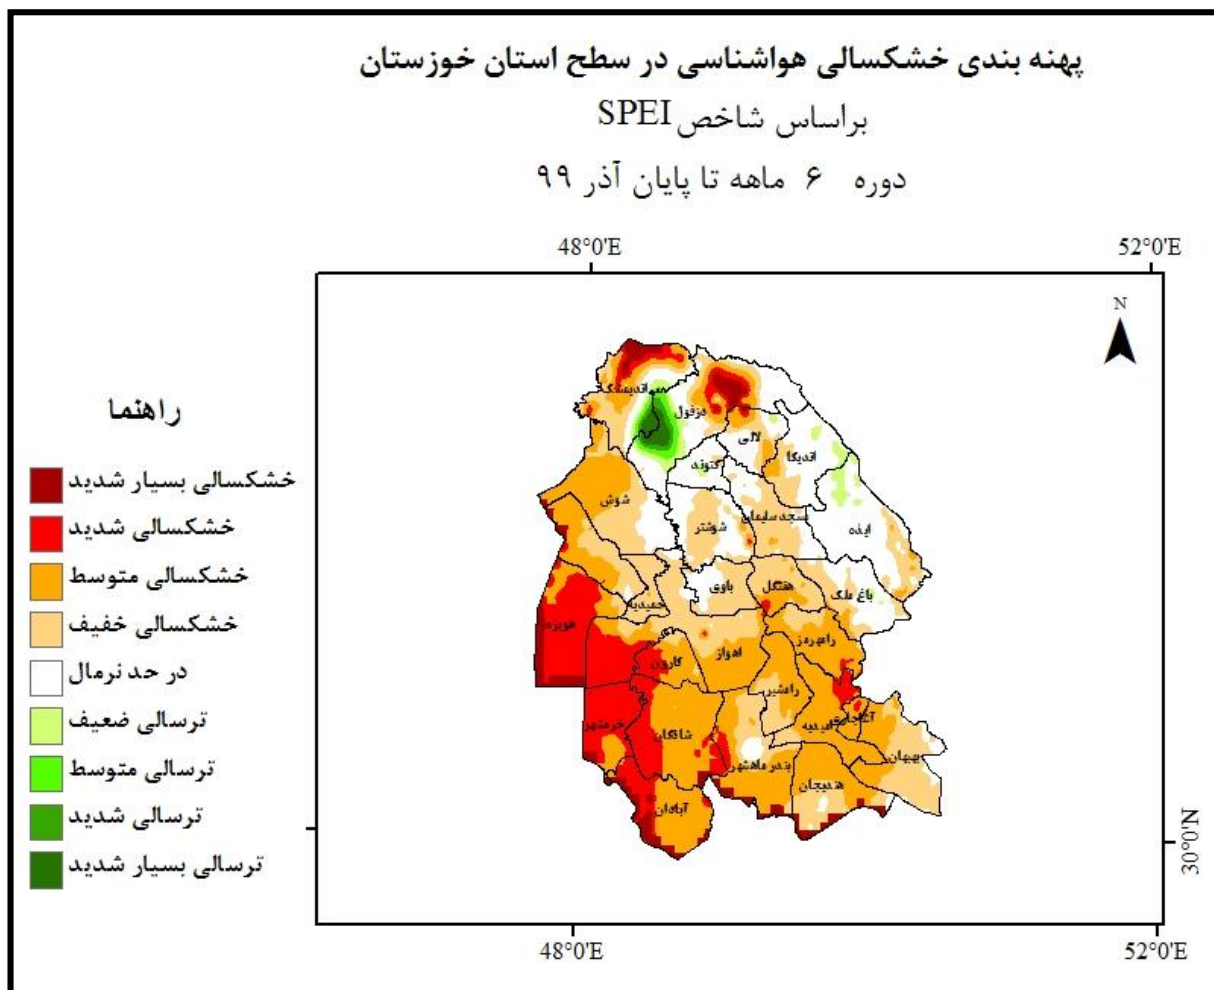 پهنه بندی خشکسالی هواشناسی در سطح استان خوزستان
براساس شاخص SPEI
دوره ۶ ماهه تا پایان آذر ۹۹
48°0'E
52°0'E
N
راهنما
خشکسالی بسیار شدید
خشکسالی شدید
خشکسالی متوسط
خشکسالی خفیف
در حد نرمال
ترسالی ضعیف
ترسالی متوسط
ترسالی شدید
ترسالی بسیار شدید
اندیمشک
دزفول
لالی
اندیکا
گتوند
شوش
شوشتر
مسجد سلیمان
ایذه
باوی
هفتگل
باغ ملک
حمیدیه
هویزه
رامهرمز
اهواز
کارون
رامشیر
خرمشهر
شادگان
امیدیه
آغاجاری
بهبهان
بندر ماهشهر
هندیجان
آبادان
30°0'N
48°0'E
52°0'E